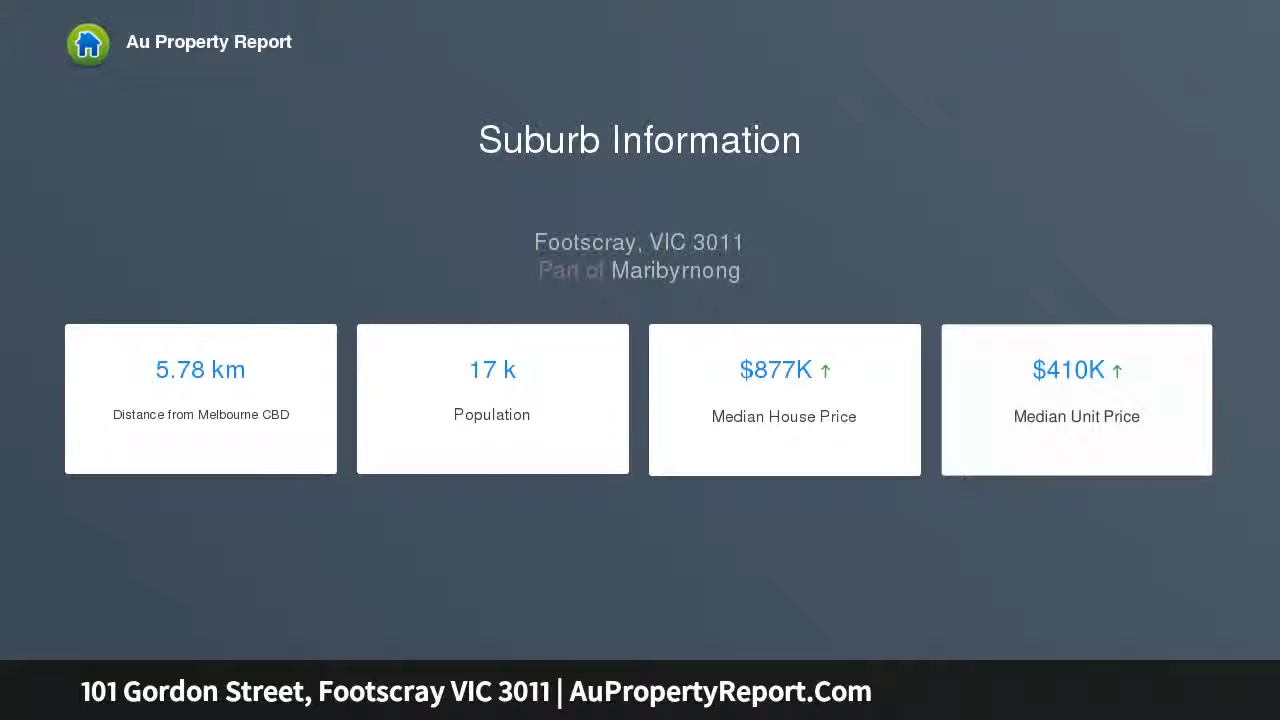 Au Property Report
Suburb Information
Footscray, VIC 3011
Part of Maribyrnong
5.78 km
Distance from Melbourne CBD
17 k
Population
$877K ↑
Median House Price
$410K ↑
Median Unit Price
101 Gordon Street, Footscray VIC 3011 | AuPropertyReport.Com